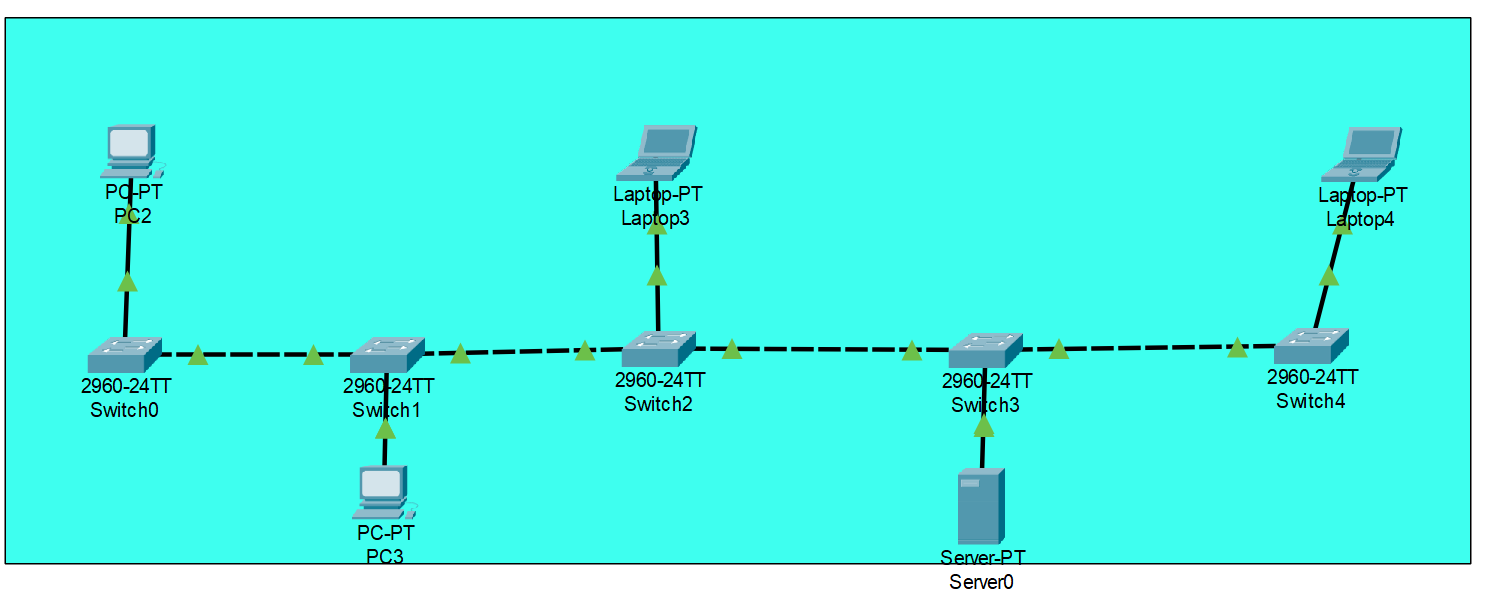 PC-PT
PC2
Laptop-PT
Laptop3
Laptop-PT
Laptop4
2960-24TT
Switch0
2960-24TT
Switch1
2960-24TT
Switch2
2960-24TT
Switch3
2960-24TT
Switch4
PC-PT
PC3
Server-PT
Server0